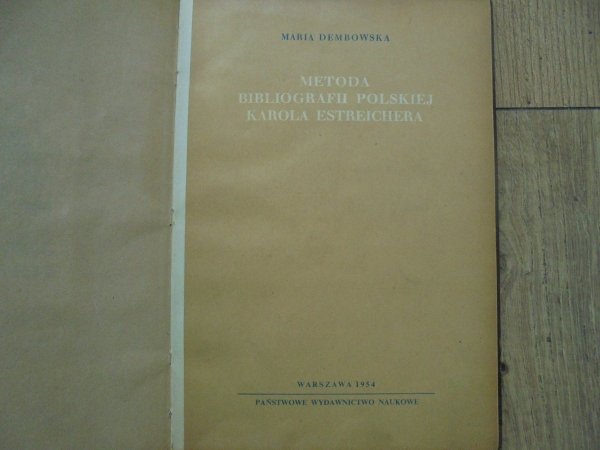 MARIA DEMBOWSKA
METODA
BIBLIOGRAFII POLSKIEJ
KAROLA ESTREICHERA
WARSZAWA 1954
PAŃSTWOWE WYDAWNICTWO NAUKOWE